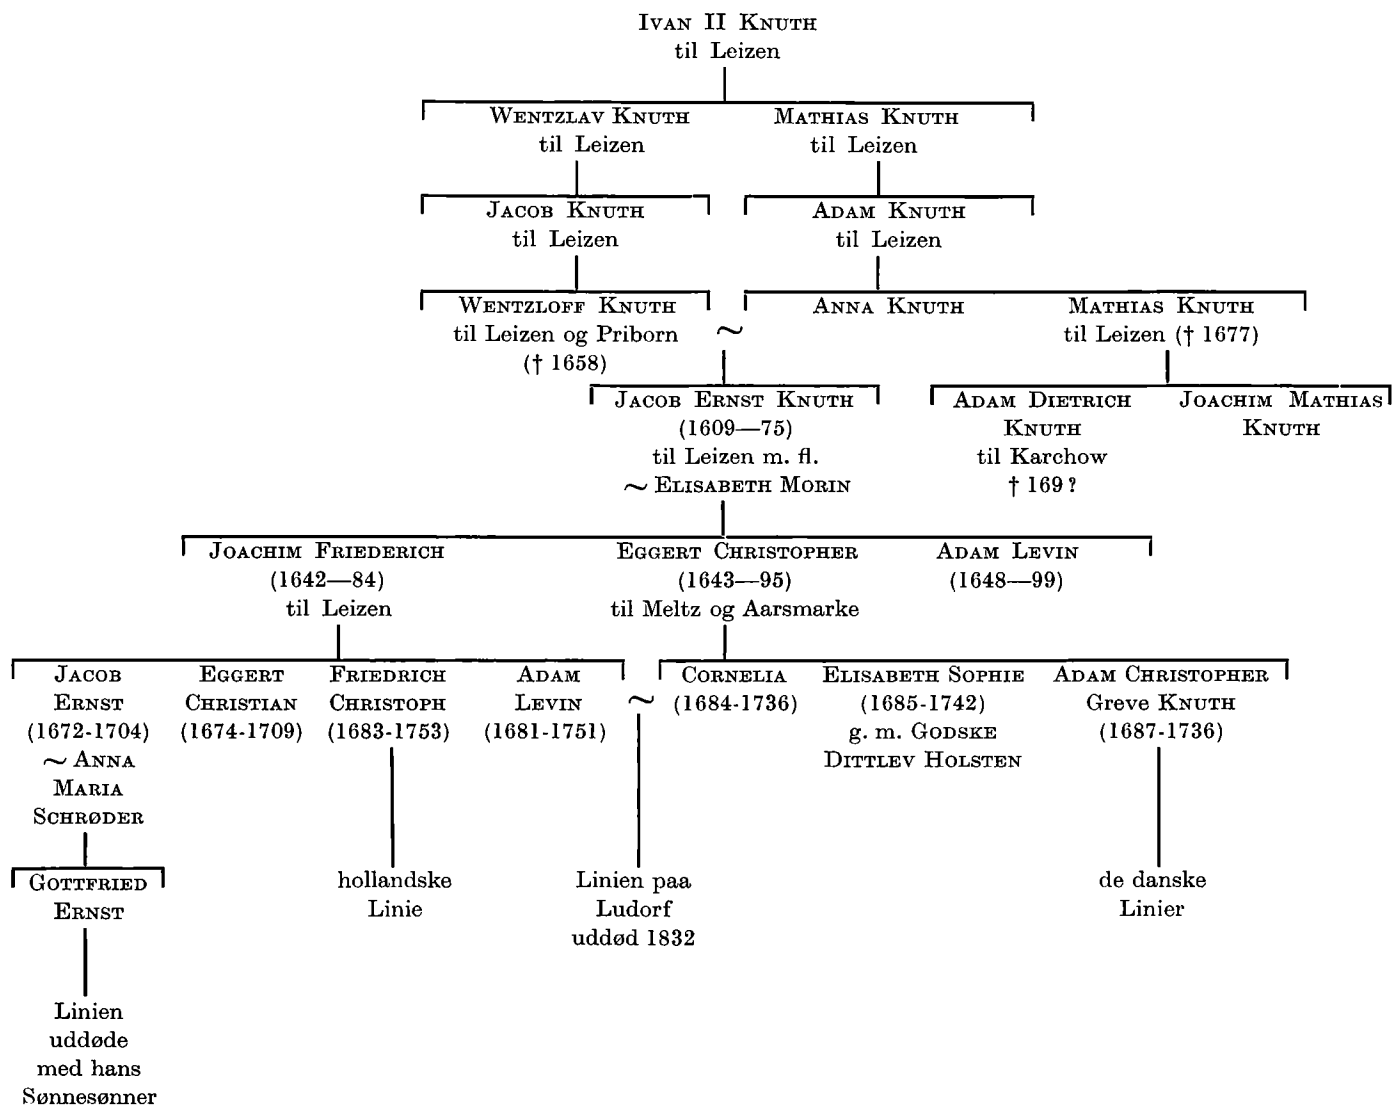 IVAN II KNUTH
til Leizen
WENTZLAV KNUTH
til Leizen
MATHIAS KNUTH
til Leizen
JACOB KNUTH
til Leizen
ADAM KNUTH
til Leizen
WENTZLOFF KNUTH
til Leizen og Priborn
(† 1658)
~
ANNA KNUTH
MATHIAS KNUTH
til Leizen († 1677)
JACOB ERNST KNUTH
(1609—75)
til Leizen m. fl.
~ ELISABETH MORIN
ADAM DIETRICH
KNUTH
til Karchow
† 169?
JOACHIM MATHIAS
KNUTH
JOACHIM FRIEDERICH
(1642—84)
til Leizen
EGGERT CHRISTOPHER
(1643—95)
til Meltz og Aarsmarke
ADAM LEVIN
(1648—99)
JACOB
ERNST
(1672-1704)
~ ANNA
MARIA
SCHRØDER
EGGERT
CHRISTIAN
(1674-1709)
FRIEDRICH
CHRISTOPH
(1683-1753)
ADAM
LEVIN
(1681-1751)
~
CORNELIA
(1684-1736)
ELISABETH SOPHIE
(1685-1742)
g. m. GODSKE
DITTLEV HOLSTEN
ADAM CHRISTOPHER
Greve KNUTH
(1687-1736)
GOTTFRIED
ERNST
hollandske
Linie
Linien paa
Ludorf
uddød 1832
de danske
Linier
Linien
uddøde
med hans
Sønnesønner